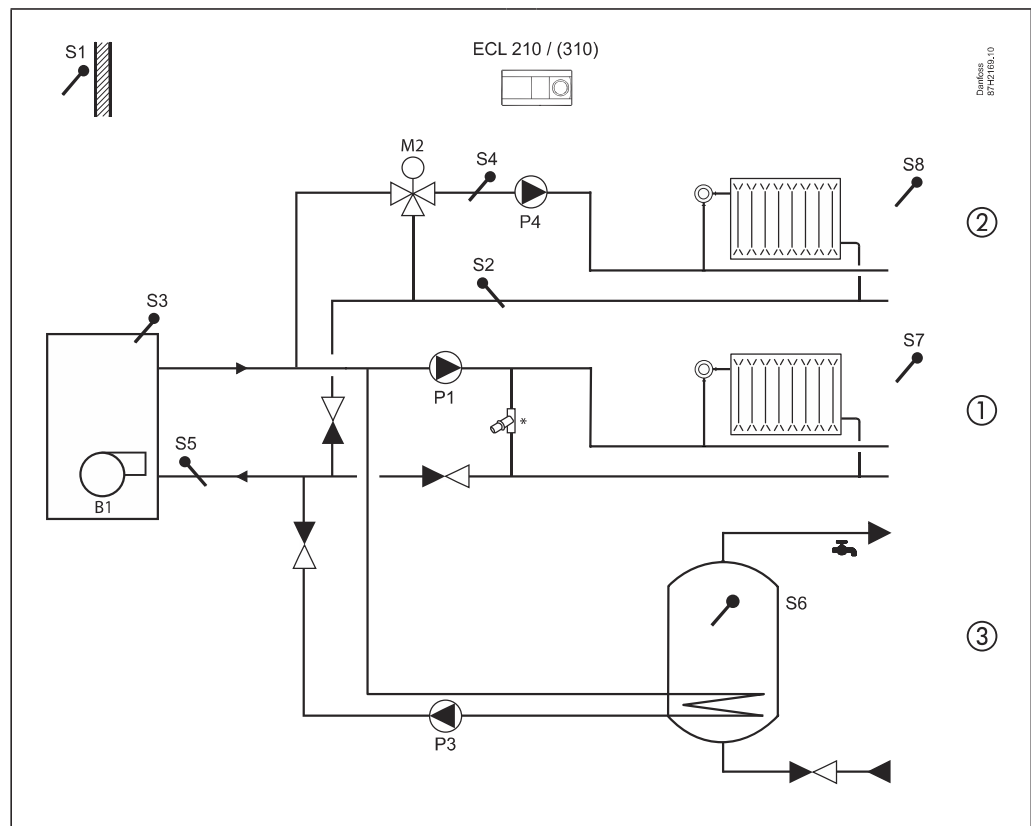 S1
ECL 210 / (310)
Danfoss
87H2169.10
M2
S4
S8
P4
②
S2
S3
S7
P1
*
①
S5
B1
S6
③
P3